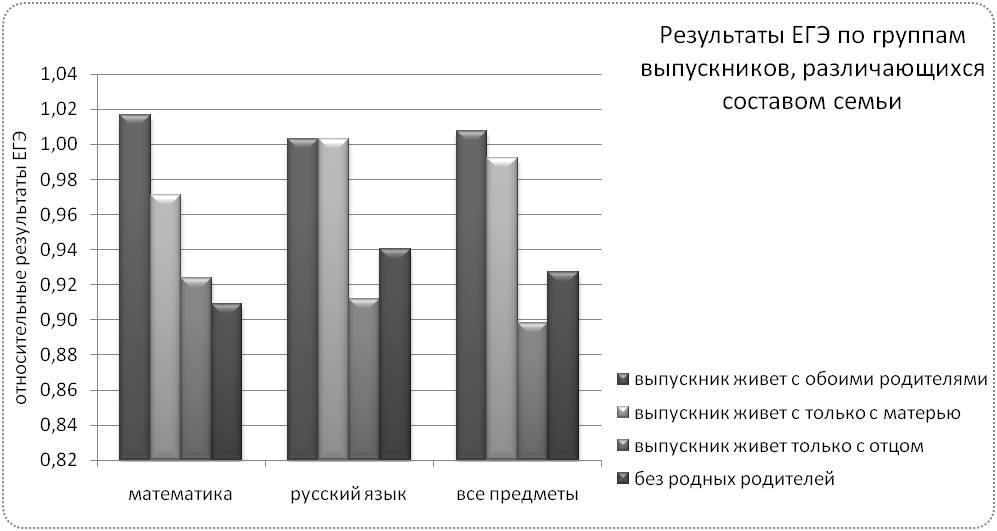 Результаты ЕГЭ по группам
выпускников, различающихся
составом семьи
относительные результаты ЕГЭ
1,04
1,02
1,00
0,98
0,96
0,94
0,92
0,90
0,88
0,86
0,84
0,82
математика
русский язык
все предметы
выпускник живет с обоими родителями
выпускник живет с только с матерью
выпускник живет только с отцом
без родных родителей